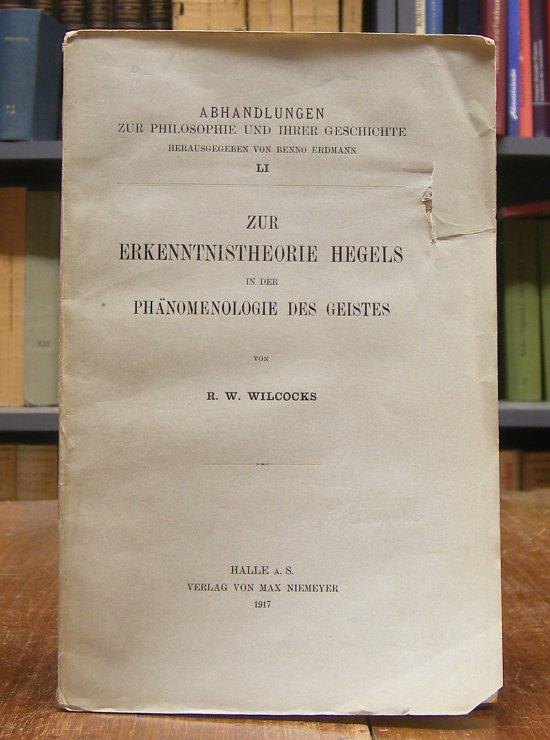 ABHANDLUNGEN
ZUR PHILOSOPHIE UND IHRER GESCHICHTE
HERAUSGEGEBEN VON BENNO ERDMANN
LI
ZUR
ERKENNTNISTHEORIE HEGELS
IN DER
PHÄNOMENOLOGIE DES GEISTES
VON
R. W. WILCOCKS
HALLE A. S.
VERLAG VON MAX NIEMEYER
1917